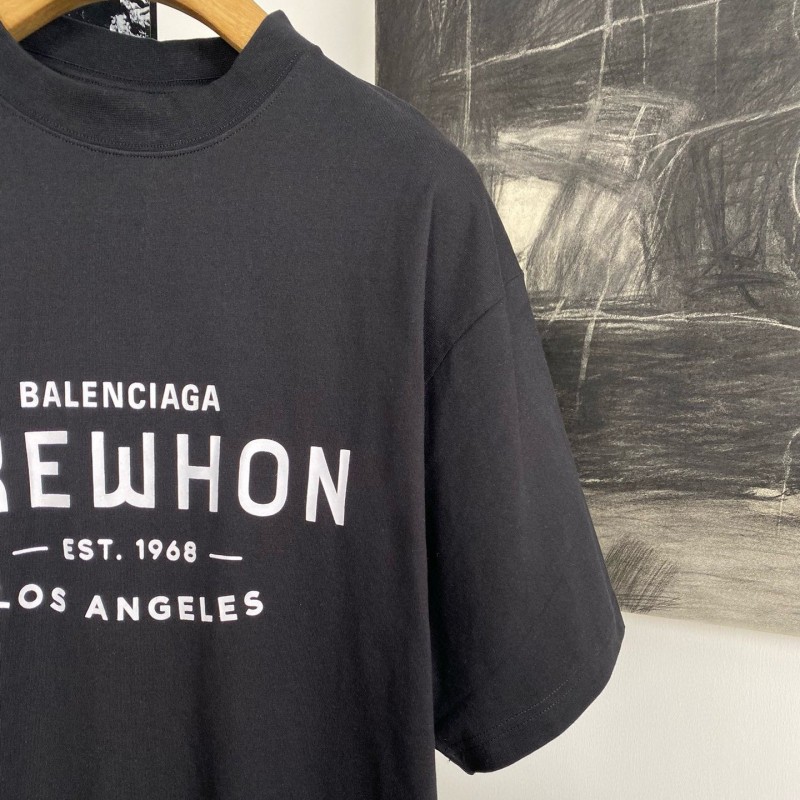 BALENCIAGA
REWHON
— EST. 1968 —
LOS ANGELES